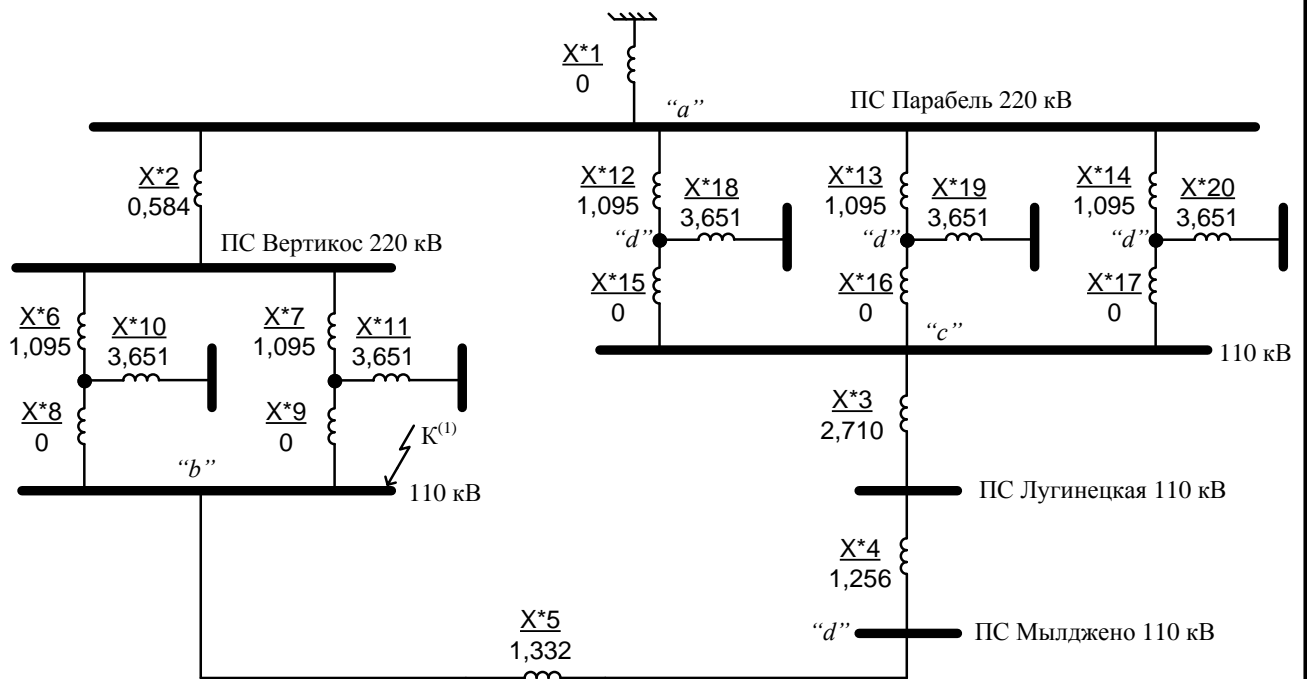 X*1
0
“a”
ПС Парабель 220 кВ
X*2
0,584
X*12
1,095
X*18
3,651
X*13
1,095
X*19
3,651
X*14
1,095
X*20
3,651
“d”
“d”
“d”
ПС Вертикос 220 кВ
X*15
0
X*16
0
X*17
0
X*6
1,095
X*10
3,651
X*7
1,095
X*11
3,651
“c”
110 кВ
X*8
0
X*9
0
X*3
2,710
К(1)
“b”
110 кВ
ПС Лугинецкая 110 кВ
X*4
1,256
“d”
ПС Мылджено 110 кВ
X*5
1,332